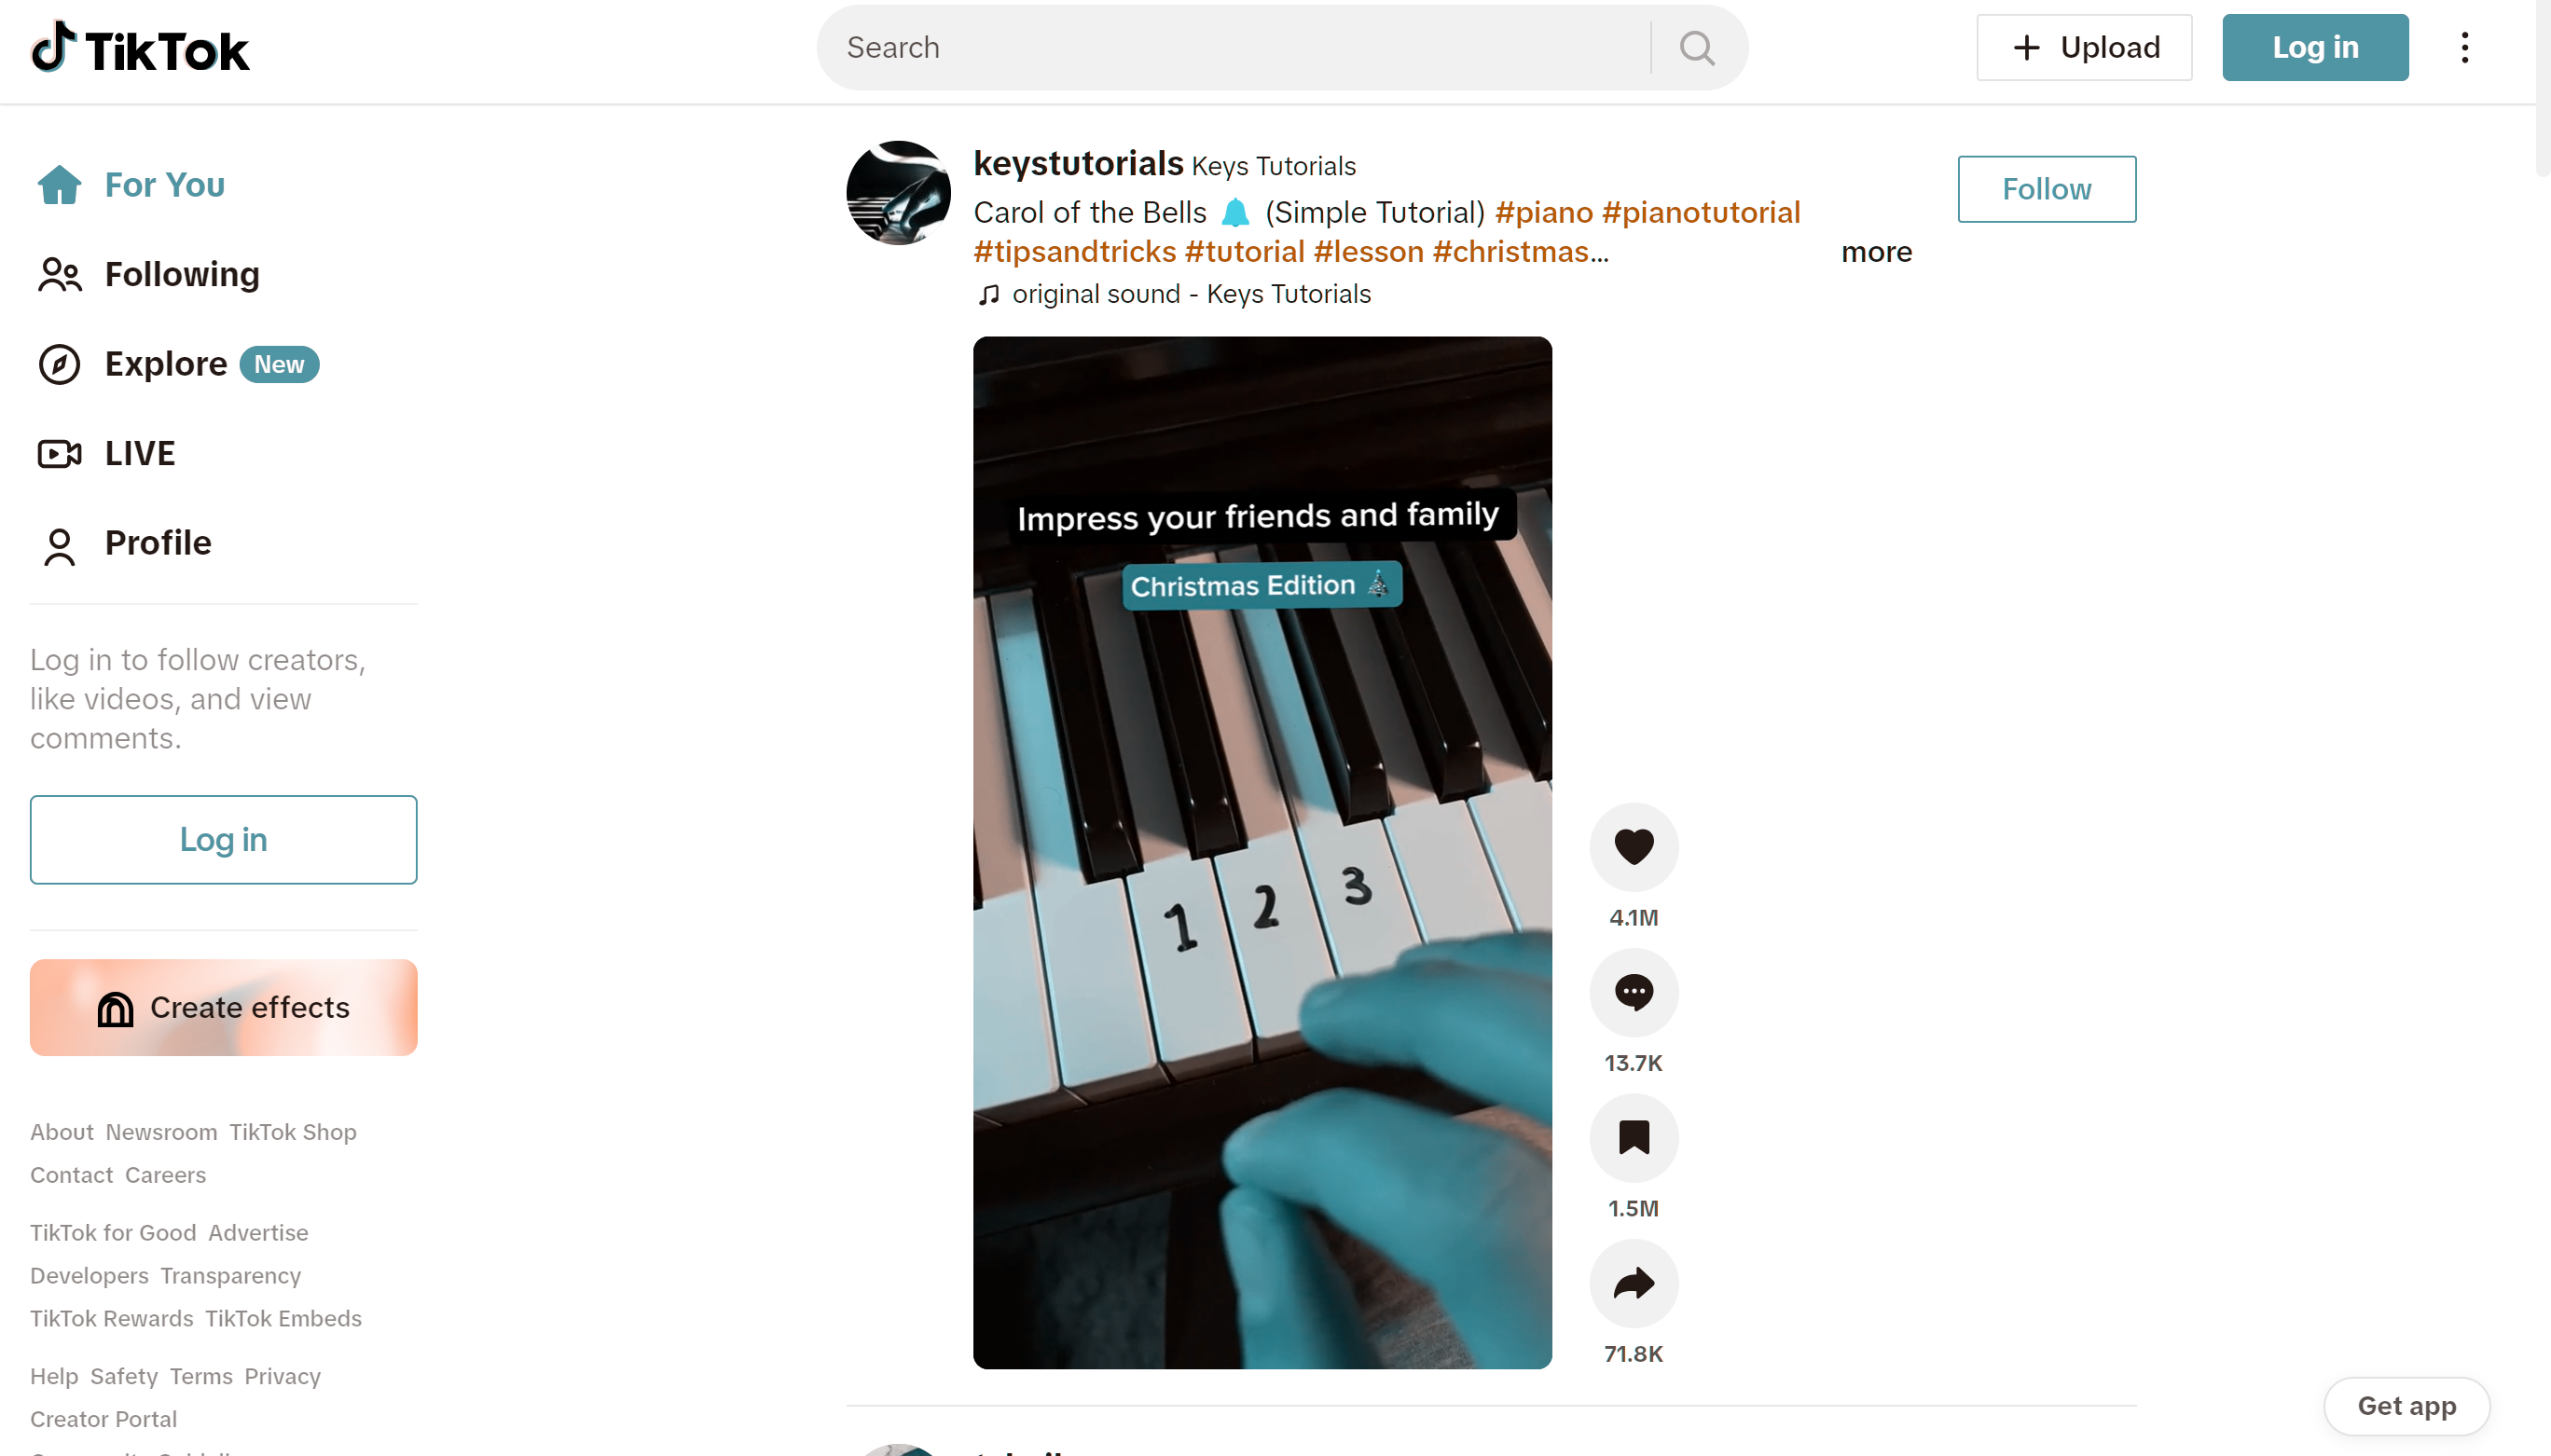 TikTok
Search
Upload
Log in
For You
Following
Explore New
LIVE
Profile
Log in to follow creators,
like videos, and view
comments.
Log in
Create effects
About Newsroom TikTok Shop
Contact Careers
TikTok for Good Advertise
Developers Transparency
TikTok Rewards TikTok Embeds
Help Safety Terms Privacy
Creator Portal
keystutorials Keys Tutorials
Follow
Carol of the Bells 🔔 (Simple Tutorial) #piano #pianotutorial
#tipsandtricks #tutorial #lesson #christmas... more
original sound - Keys Tutorials
Impress your friends and family
Christmas Edition 🎄
1 2 3
4.1M
13.7K
1.5M
71.8K
Get app